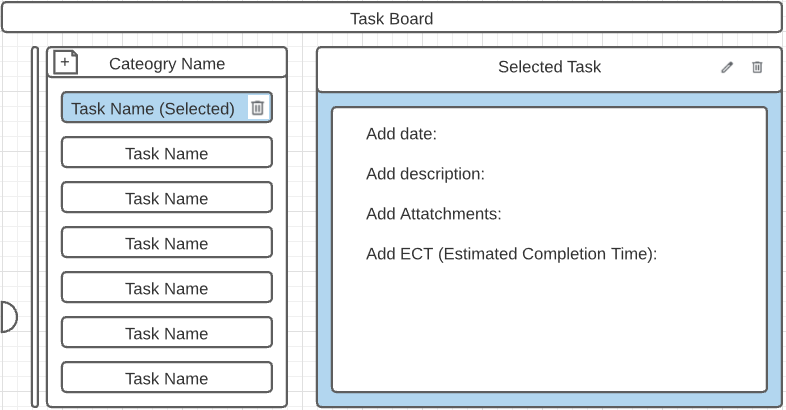 Task Board
Cateogry Name
Task Name (Selected)
Task Name
Task Name
Task Name
Task Name
Task Name
Task Name
Selected Task
Add date:
Add description:
Add Attatchments:
Add ECT (Estimated Completion Time):